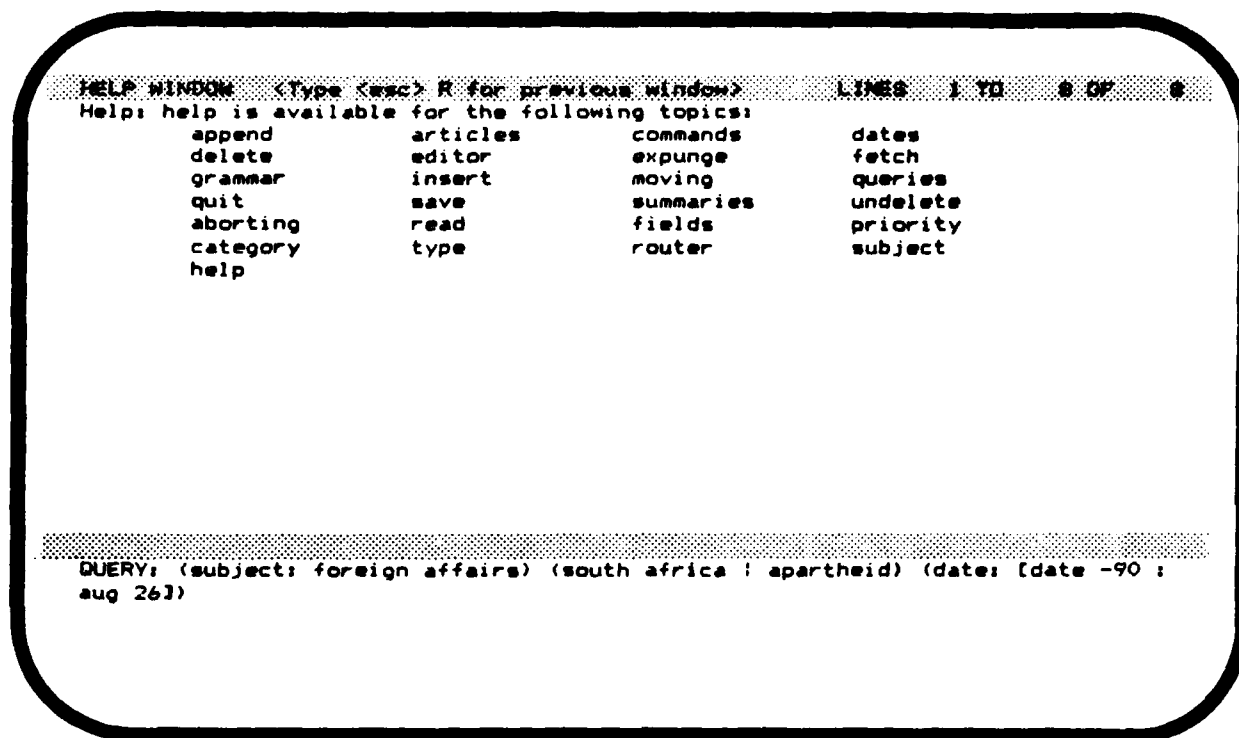 HELP WINDOW <Type <esc> R for previous window> LINES 1 TO 8 OF 8
Help: help is available for the following topics:
append articles commands dates
delete editor expunge fetch
grammar insert moving queries
quit save summaries undelete
aborting read fields priority
category type router subject
help
QUERY: (subject: foreign affairs) (south africa | apartheid) (date: [date -90 :
aug 26])